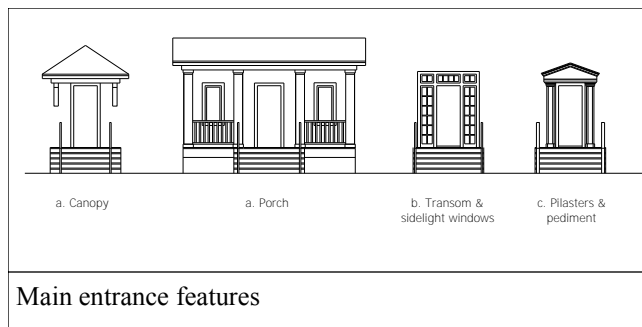 a. Canopy
a. Porch
b. Transom &
sidelight windows
c. Pilasters &
pediment
Main entrance features